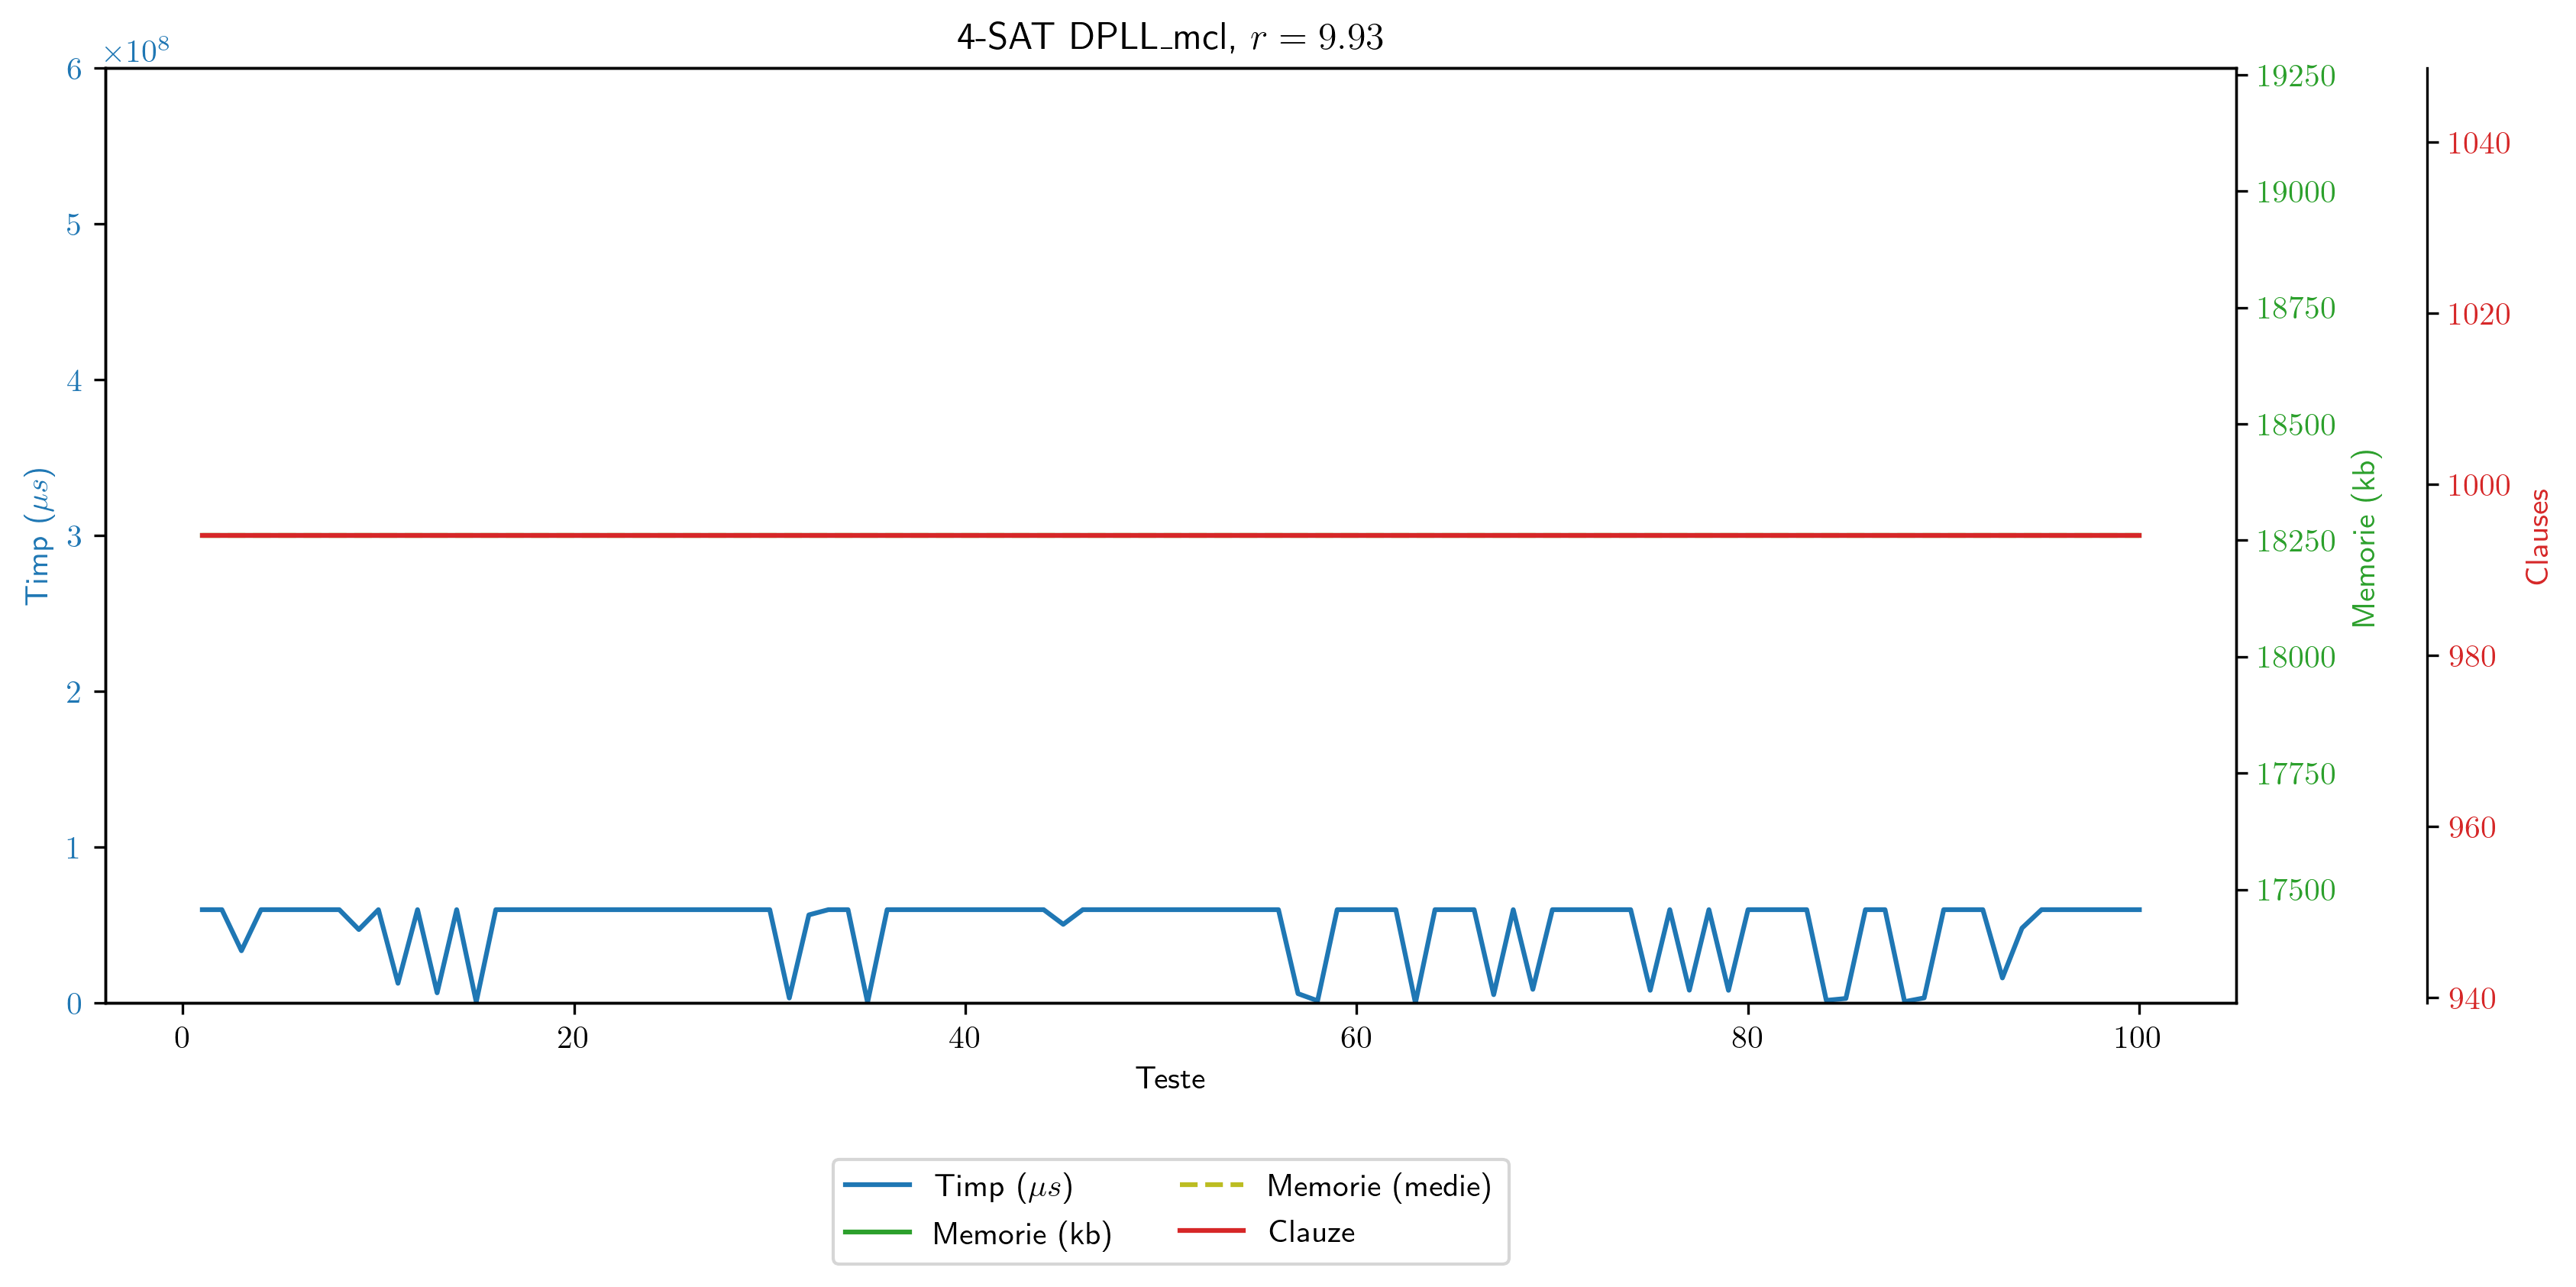 4-SAT DPLL_mcl, r = 9.93
×10⁸
6
5
4
3
2
1
0
Timp (μs)
19250
19000
18750
18500
18250
18000
17750
17500
Memorie (kb)
1040
1020
1000
980
960
940
Clauses
0 20 40 60 80 100
Teste
Timp (μs)
Memorie (kb)
Memorie (medie)
Clauze